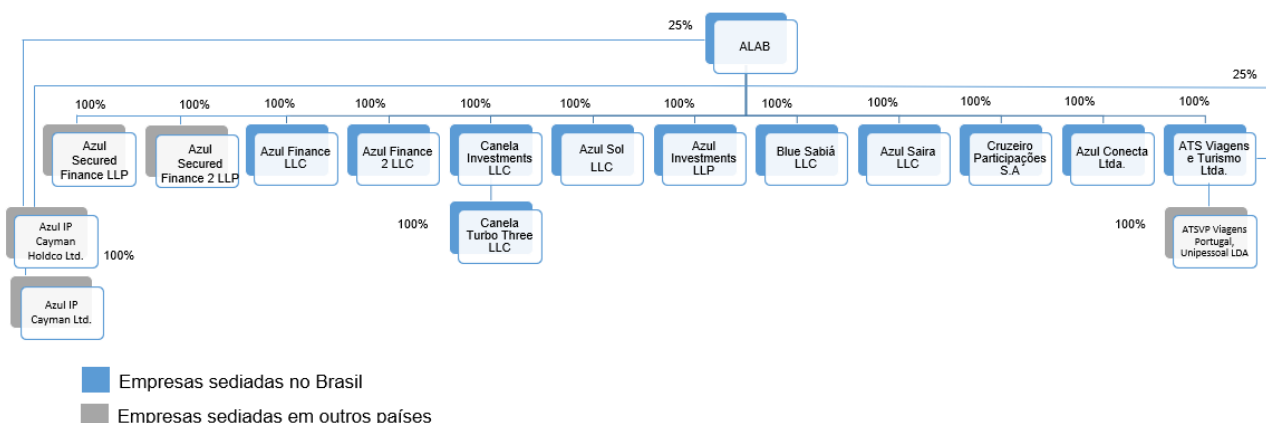 25%
ALAB
25%
100%
100%
100%
100%
100%
100%
100%
100%
100%
100%
100%
100%
Azul
Secured
Finance LLP
Azul
Secured
Finance 2 LLP
Azul Finance
LLC
Azul Finance
2 LLC
Canela
Investments
LLC
Azul Sol
LLC
Azul
Investments
LLP
Blue Sabiá
LLC
Azul Saira
LLC
Cruzeiro
Participações
S.A
Azul Conecta
Ltda.
ATS Viagens
e Turismo
Ltda.
Azul IP
Cayman
Holdco Ltd.
100%
100%
Canela
Turbo Three
LLC
100%
ATSVP Viagens
Portugal,
Unipessoal LDA
Azul IP
Cayman Ltd.
Empresas sediadas no Brasil
Empresas sediadas em outros países